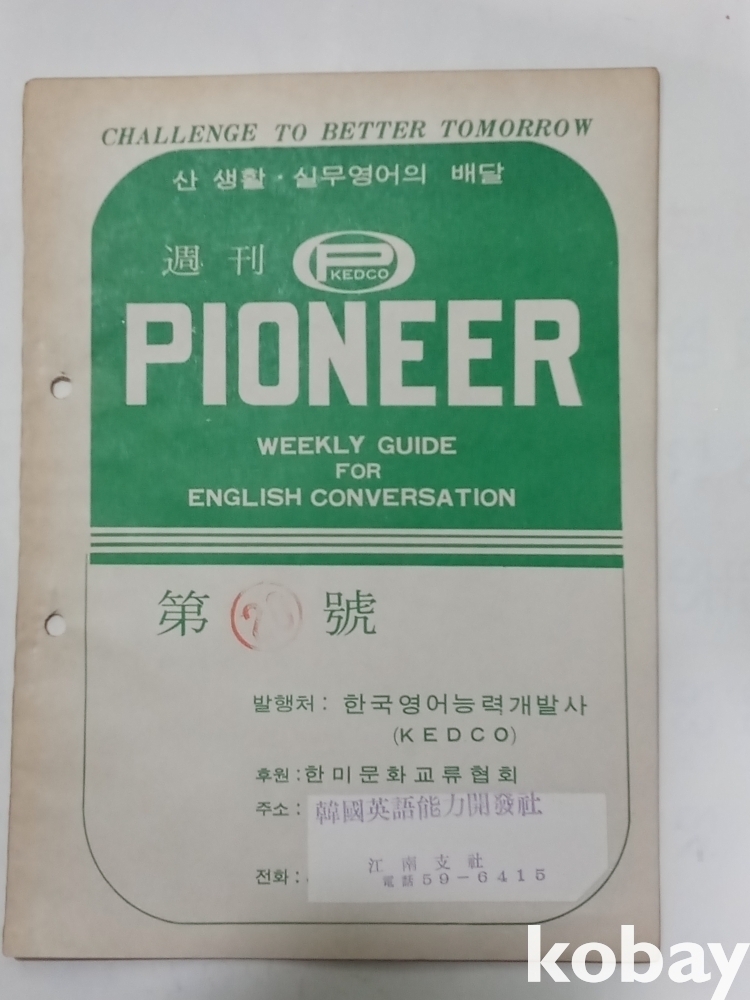 CHALLENGE TO BETTER TOMORROW
산 생활 · 실무영어의 배달
週刊 P KEDCO
PIONEER
WEEKLY GUIDE
FOR
ENGLISH CONVERSATION
第 號
발행처 : 한국영어능력개발사
(KEDCO)
후원 : 한미문화교류협회
주소 : 韓國英語能力開發社
江南支社
전화 : 電話 59-6415
kobay